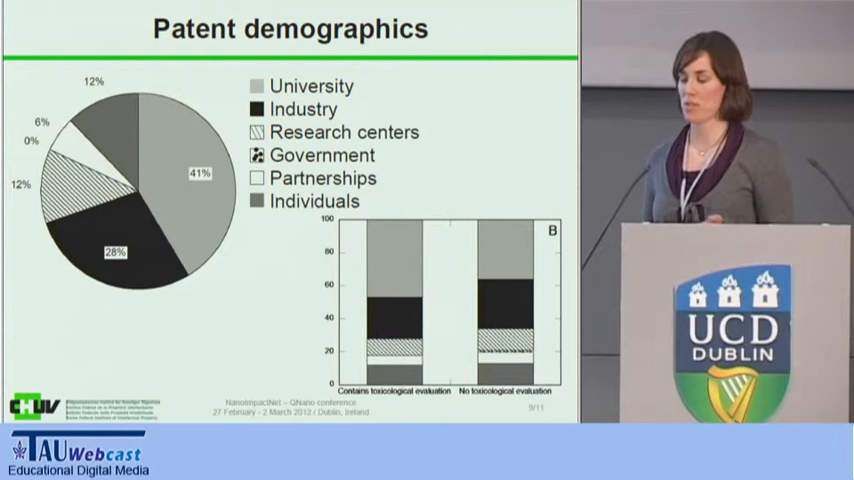 Patent demographics
12%
6%
0%
12%
41%
28%
University
Industry
Research centers
Government
Partnerships
Individuals
100
80
60
40
20
0
B
Contains toxicological evaluation
No toxicological evaluation
CHUV
NanoImpactNet – QNano conference
27 February - 2 March 2012 / Dublin, Ireland
9/11
UCD
DUBLIN
TAU Webcast
Educational Digital Media